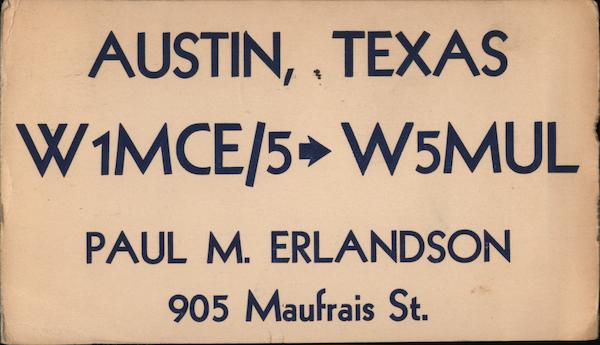 AUSTIN, TEXAS
W1MCE/5➔W5MUL
PAUL M. ERLANDSON
905 Maufrais St.